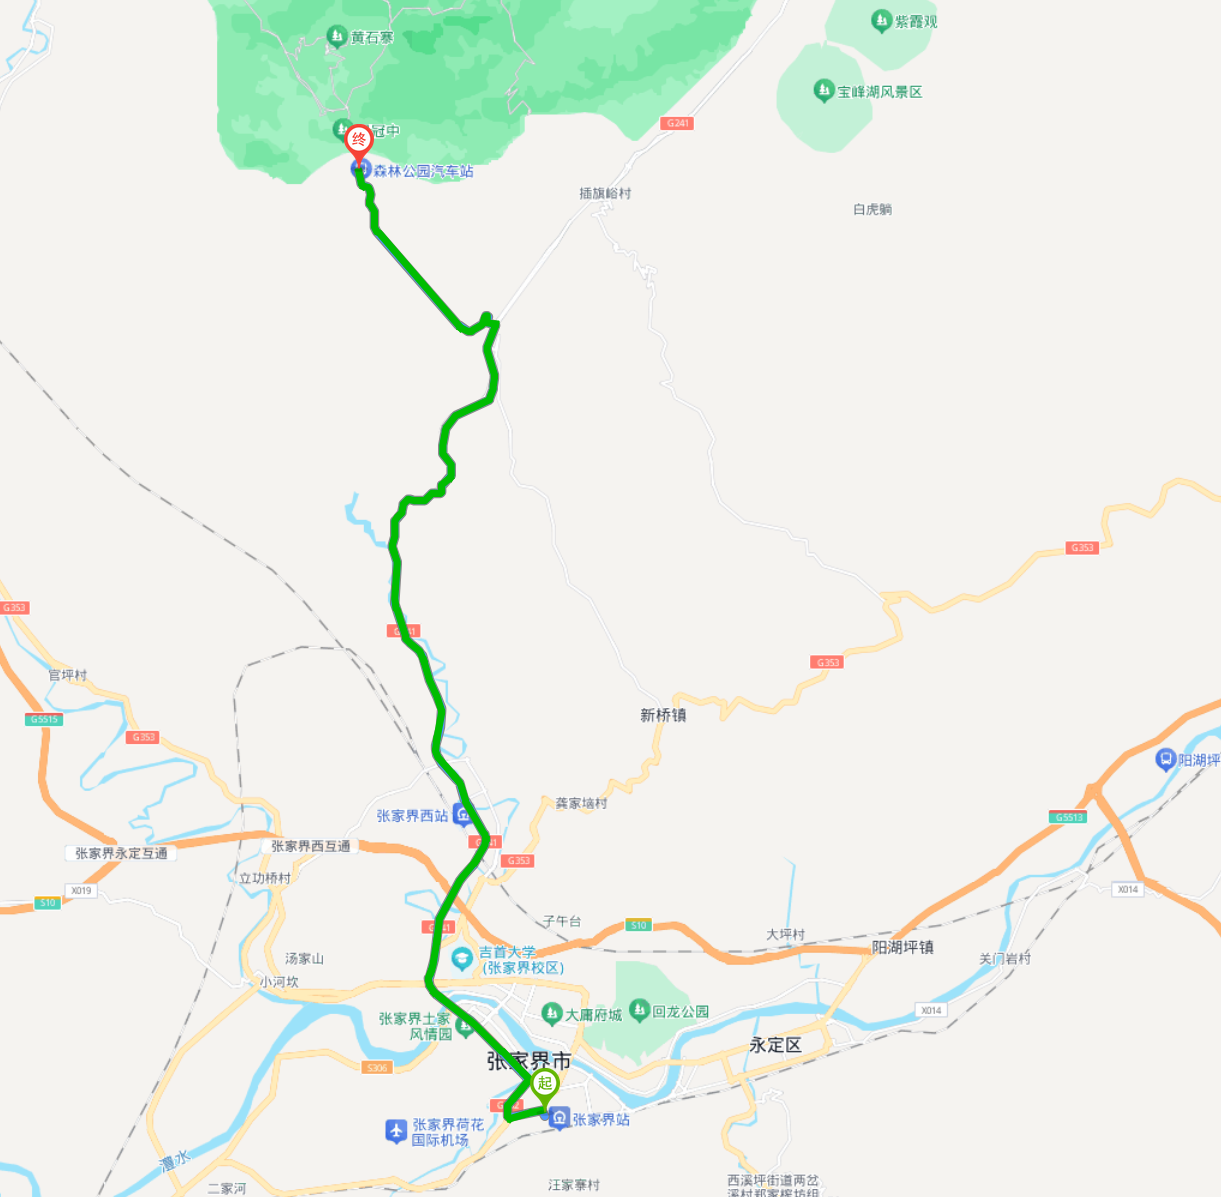 紫霞观
黄石寨
宝峰湖风景区
G241
冠中
终
森林公园汽车站
插旗峪村
白虎躺
G353
G353
官坪村
G353
G5515
新桥镇
G353
阳湖坪
龚家垴村
张家界西站
G5513
张家界永定互通
张家界西互通
G353
立功桥村
X019
X014
S10
子午台
S10
大坪村
吉首大学
(张家界校区)
阳湖坪镇
汤家山
关门岩村
小河坎
X014
张家界土家
风情园
大庸府城
回龙公园
永定区
张家界市
S306
起
张家界站
张家界荷花
国际机场
澧水
二家河
汪家寨村
西溪坪街道两岔
溪村郑家榨坊组